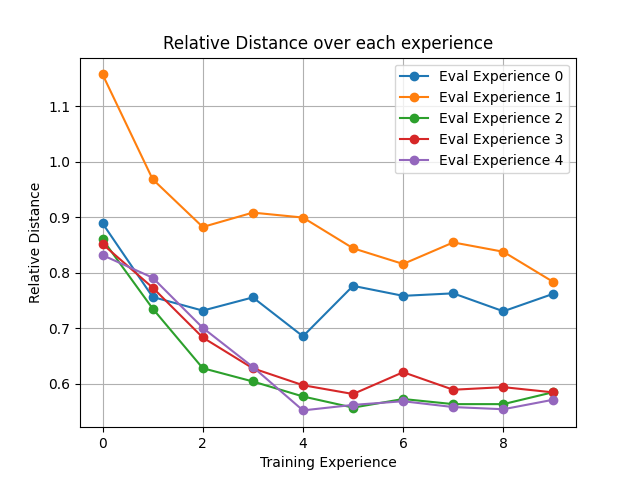 Relative Distance over each experience
Eval Experience 0
Eval Experience 1
Eval Experience 2
Eval Experience 3
Eval Experience 4
Relative Distance
1.1
1.0
0.9
0.8
0.7
0.6
0 2 4 6 8
Training Experience